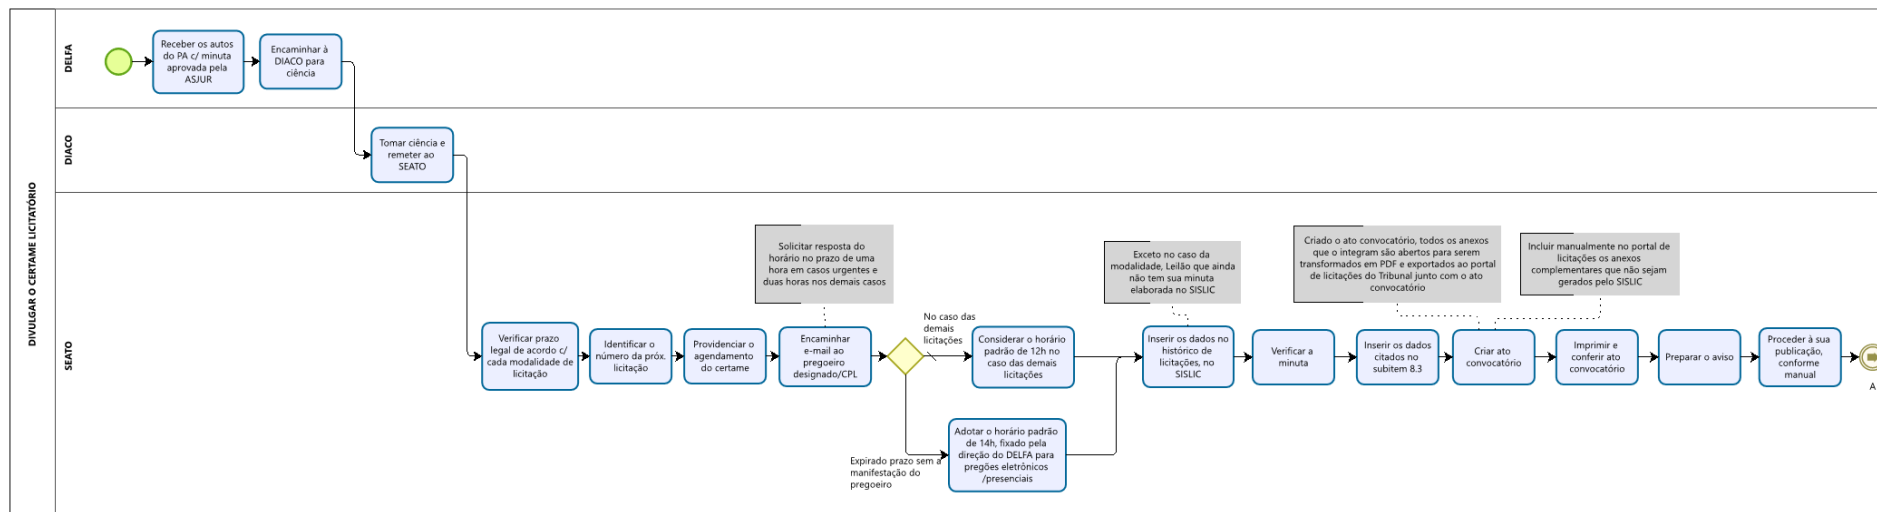 DIVULGAR O CERTAME LICITATÓRIO
DELFA
Receber os autos
do PA c/ minuta
aprovada pela
ASJUR
Encaminhar à
DIACO para
ciência
DIACO
Tomar ciência e
remeter ao
SEATO
SEATO
Verificar prazo
legal de acordo c/
cada modalidade de
licitação
Identificar o
número da próx.
licitação
Providenciar o
agendamento
do certame
Solicitar resposta do
horário no prazo de uma
hora em casos urgentes e
duas horas nos demais casos
Encaminhar
e-mail ao
pregoeiro
designado/CPL
No caso das
demais
licitações
Considerar o horário
padrão de 12h no
caso das demais
licitações
Expirado prazo sem a
manifestação do
pregoeiro
Adotar o horário padrão
de 14h, fixado pela
direção do DELFA para
pregões eletrônicos
/presenciais
Exceto no caso da
modalidade, Leilão que ainda
não tem sua minuta
elaborada no SISLIC
Inserir os dados no
histórico de
licitações, no
SISLIC
Verificar a
minuta
Inserir os dados
citados no
subitem 8.3
Criado o ato convocatório, todos os anexos
que o integram são abertos para serem
transformados em PDF e exportados ao portal
de licitações do Tribunal junto com o ato
convocatório
Criar ato
convocatório
Incluir manualmente no portal de
licitações os anexos
complementares que não sejam
gerados pelo SISLIC
Imprimir e
conferir ato
convocatório
Preparar o aviso
Proceder à sua
publicação,
conforme
manual
A